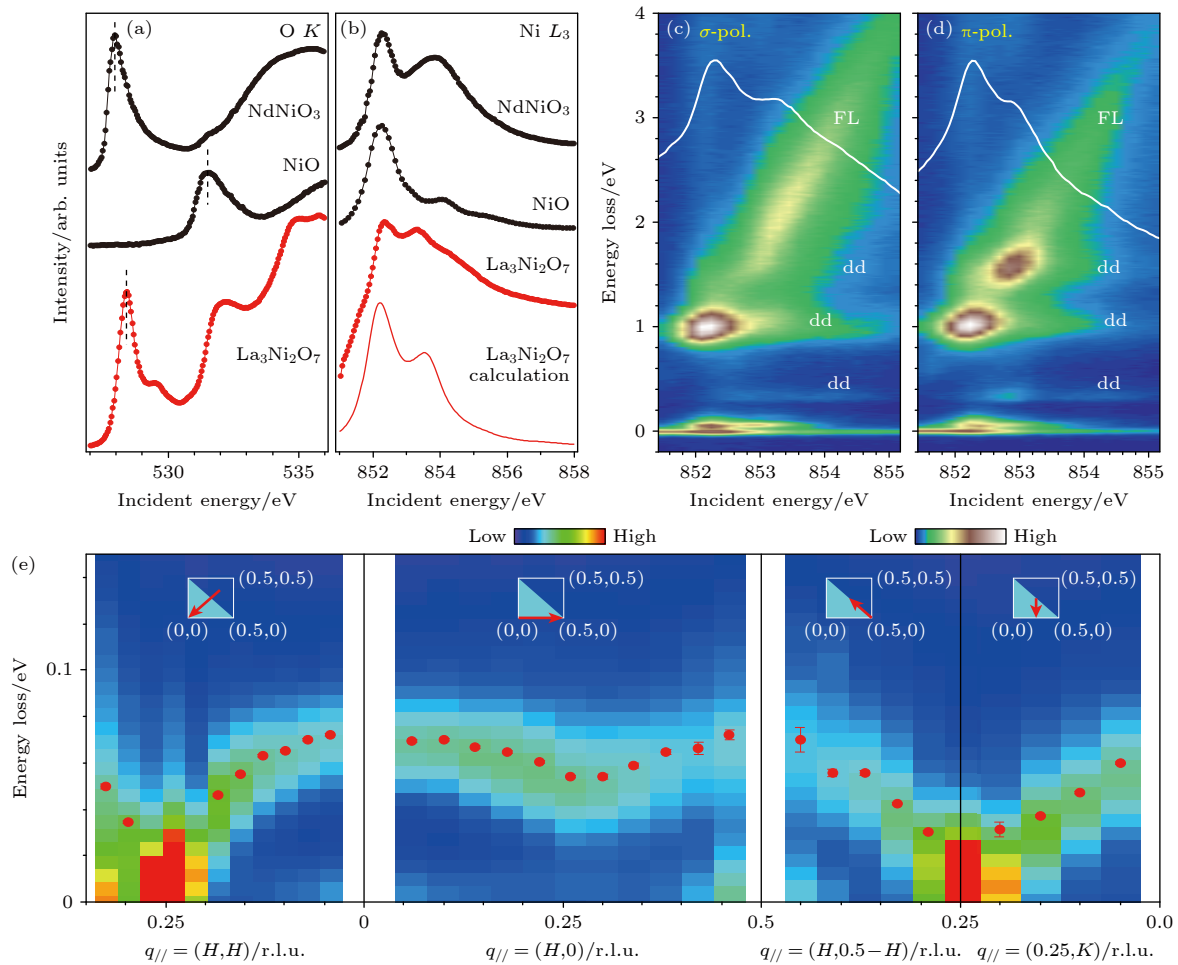 (a)
O K
NdNiO3
NiO
La3Ni2O7
Intensity/arb. units
530
535
Incident energy/eV
(b)
Ni L3
NdNiO3
NiO
La3Ni2O7
La3Ni2O7
calculation
852
854
856
858
Incident energy/eV
(c) σ-pol.
4
3
2
1
0
Energy loss/eV
FL
dd
dd
dd
852
853
854
855
Incident energy/eV
(d) π-pol.
FL
dd
dd
dd
852
853
854
855
Incident energy/eV
Low
High
Low
High
(e)
0.1
0
Energy loss/eV
(0.5,0.5)
(0,0)
(0.5,0)
(0.5,0.5)
(0,0)
(0.5,0)
(0.5,0.5)
(0,0)
(0.5,0)
(0.5,0.5)
(0,0)
(0.5,0)
0.25
0
0.25
0.5
0.25
0.0
q// = (H,H)/r.l.u.
q// = (H,0)/r.l.u.
q// = (H,0.5−H)/r.l.u.
q// = (0.25,K)/r.l.u.